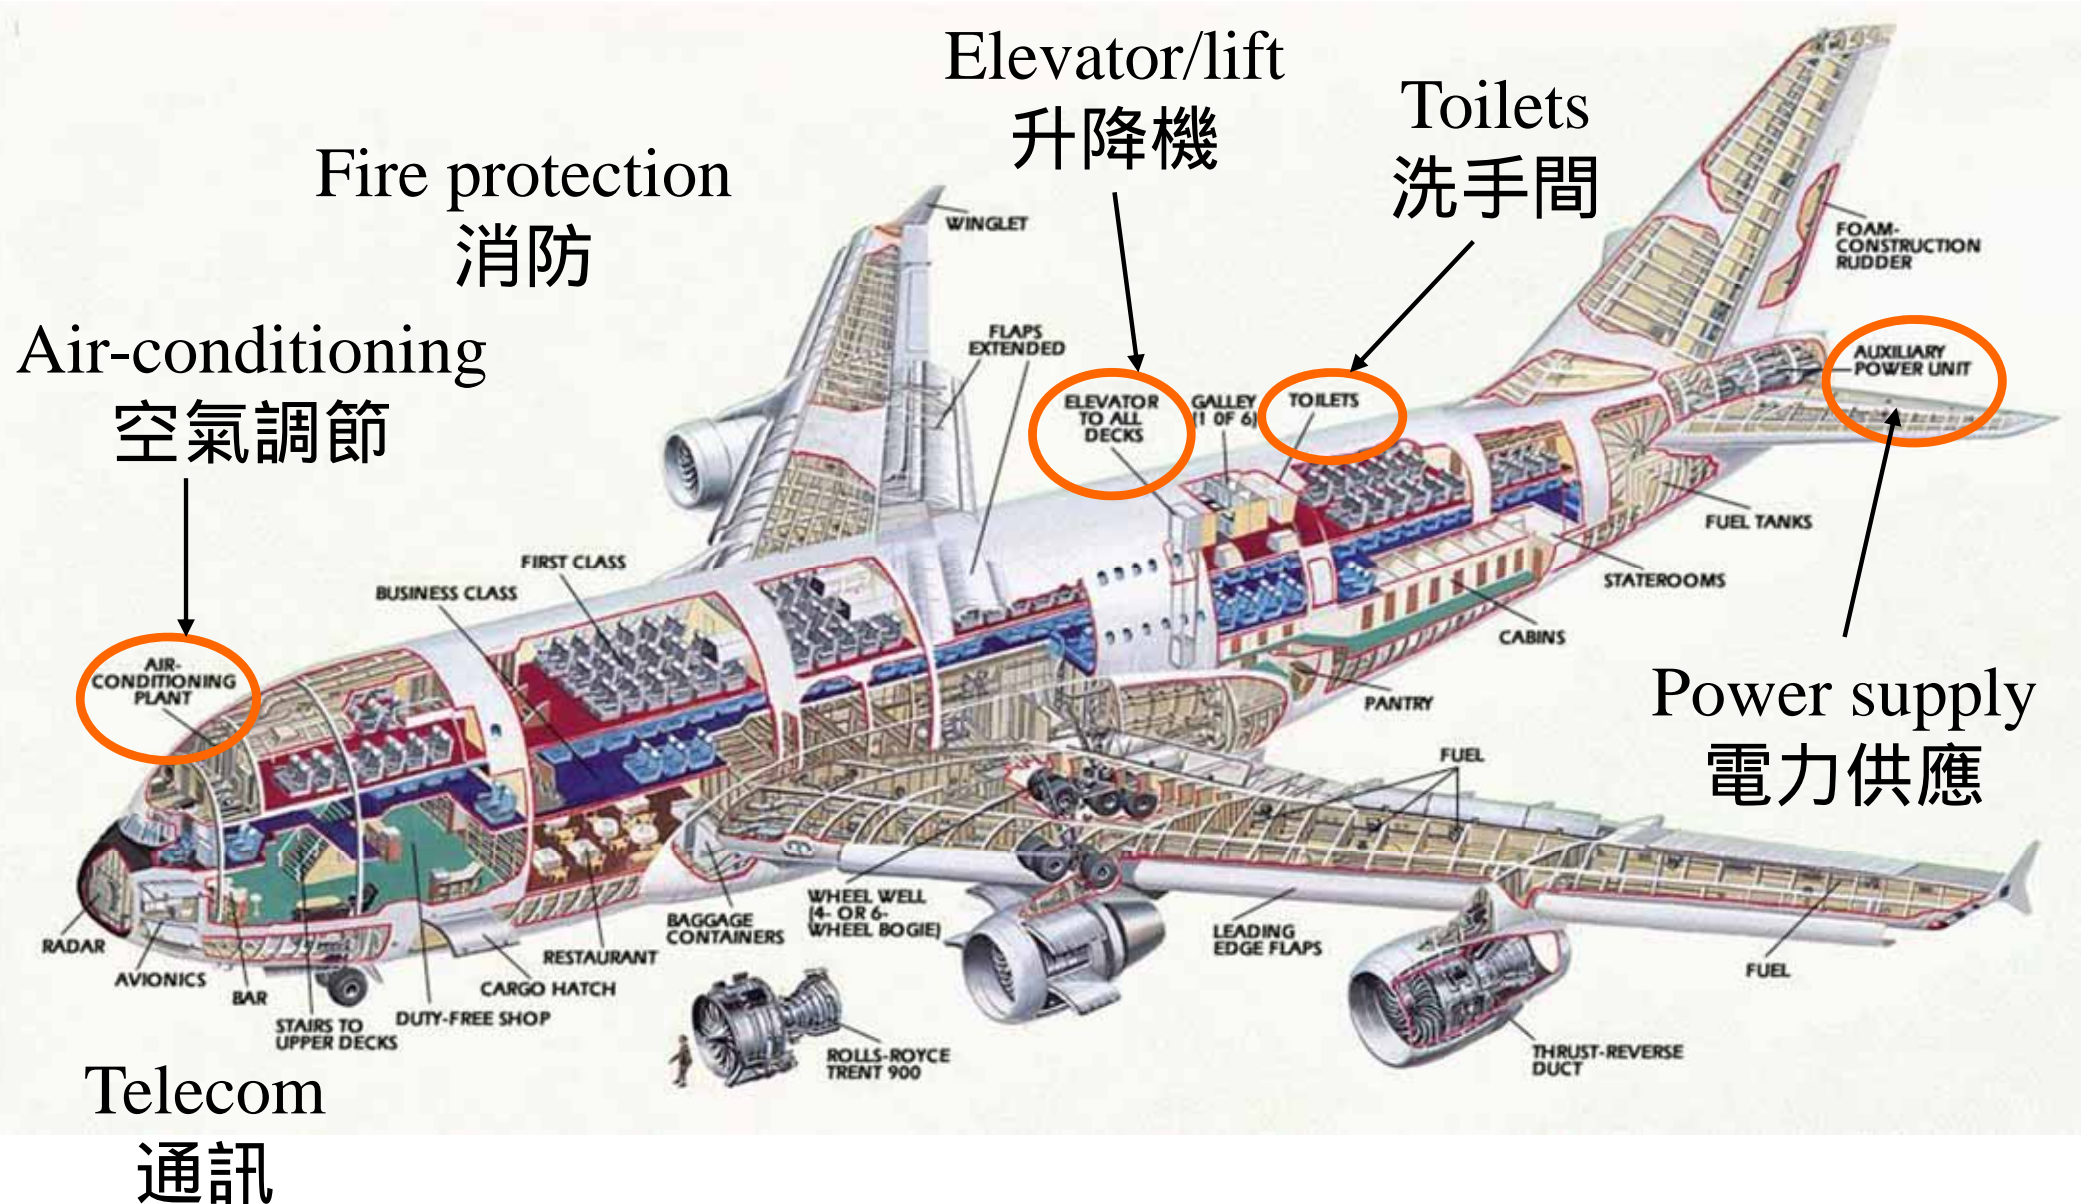 Elevator/lift
升降機
Toilets
洗手間
Fire protection
消防
Air-conditioning
空氣調節
WINGLET
FOAM-
CONSTRUCTION
RUDDER
FLAPS
EXTENDED
AUXILIARY
POWER UNIT
ELEVATOR
TO ALL
DECKS
GALLEY
(1 OF 6)
TOILETS
FUEL TANKS
FIRST CLASS
BUSINESS CLASS
STATEROOMS
CABINS
AIR-
CONDITIONING
PLANT
PANTRY
Power supply
電力供應
FUEL
WHEEL WELL
(4- OR 6-
WHEEL BOGIE)
BAGGAGE
CONTAINERS
LEADING
EDGE FLAPS
RADAR
AVIONICS
BAR
RESTAURANT
CARGO HATCH
FUEL
STAIRS TO
UPPER DECKS
DUTY-FREE SHOP
ROLLS-ROYCE
TRENT 900
THRUST-REVERSE
DUCT
Telecom
通訊